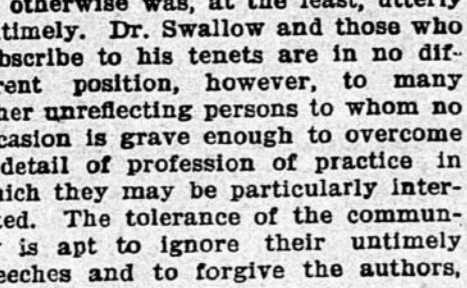 otherwise was, at the least, utterly
timely. Dr. Swallow and those who
bscribe to his tenets are in no dif-
rent position, however, to many
her unreflecting persons to whom no
casion is grave enough to overcome
detail of profession of practice in
hich they may be particularly inter-
ted. The tolerance of the commun-
is apt to ignore their untimely
eeches and to forgive the authors,